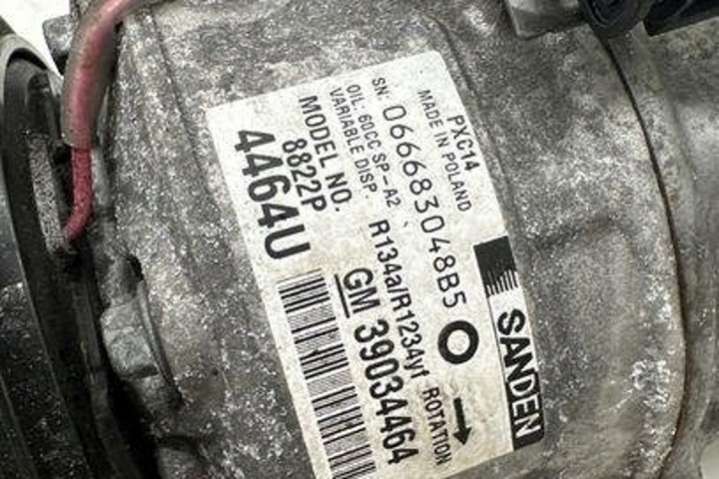 PXC14
MADE IN POLAND
SANDEN
SN: 066683048B5
OIL: 60CC SP-A2
VARIABLE DISP.
R134a/R1234yf
ROTATION
MODEL NO.
8822P
4464U
GM 39034464